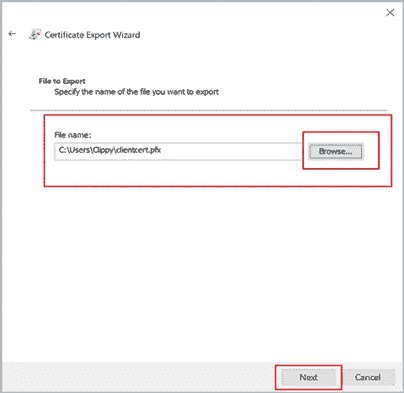 Certificate Export Wizard
File to Export
Specify the name of the file you want to export
File name:
C:\Users\Clippy\clientcert.pfx
Browse...
Next
Cancel